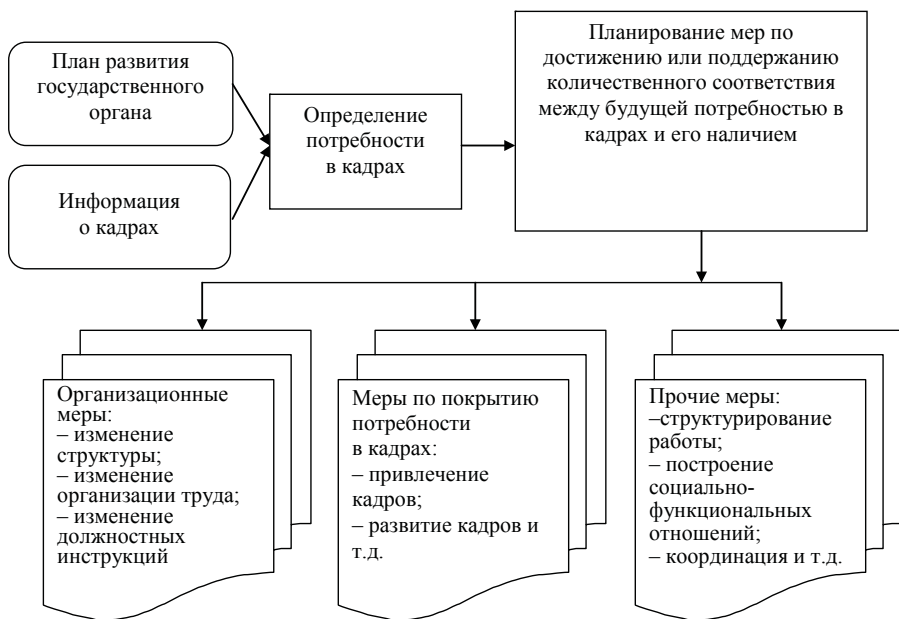 План развития
государственного
органа
Информация
о кадрах
Определение
потребности
в кадрах
Планирование мер по
достижению или поддержанию
количественного соответствия
между будущей потребностью в
кадрах и его наличием
Организационные
меры:
– изменение
структуры;
– изменение
организации труда;
– изменение
должностных
инструкций
Меры по покрытию
потребности
в кадрах:
– привлечение
кадров;
– развитие кадров и
т.д.
Прочие меры:
–структурирование
работы;
– построение
социально-
функциональных
отношений;
– координация и т.д.